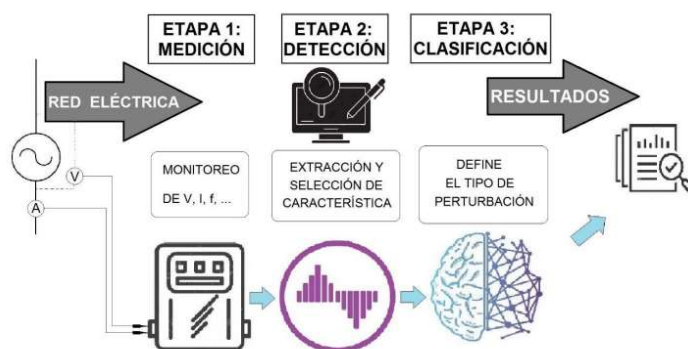 ETAPA 1:
MEDICIÓN
ETAPA 2:
DETECCIÓN
ETAPA 3:
CLASIFICACIÓN
RED ELÉCTRICA
RESULTADOS
MONITOREO
DE V, I, f, ...
EXTRACCIÓN Y
SELECCIÓN DE
CARACTERÍSTICA
DEFINE
EL TIPO DE
PERTURBACIÓN
V
A